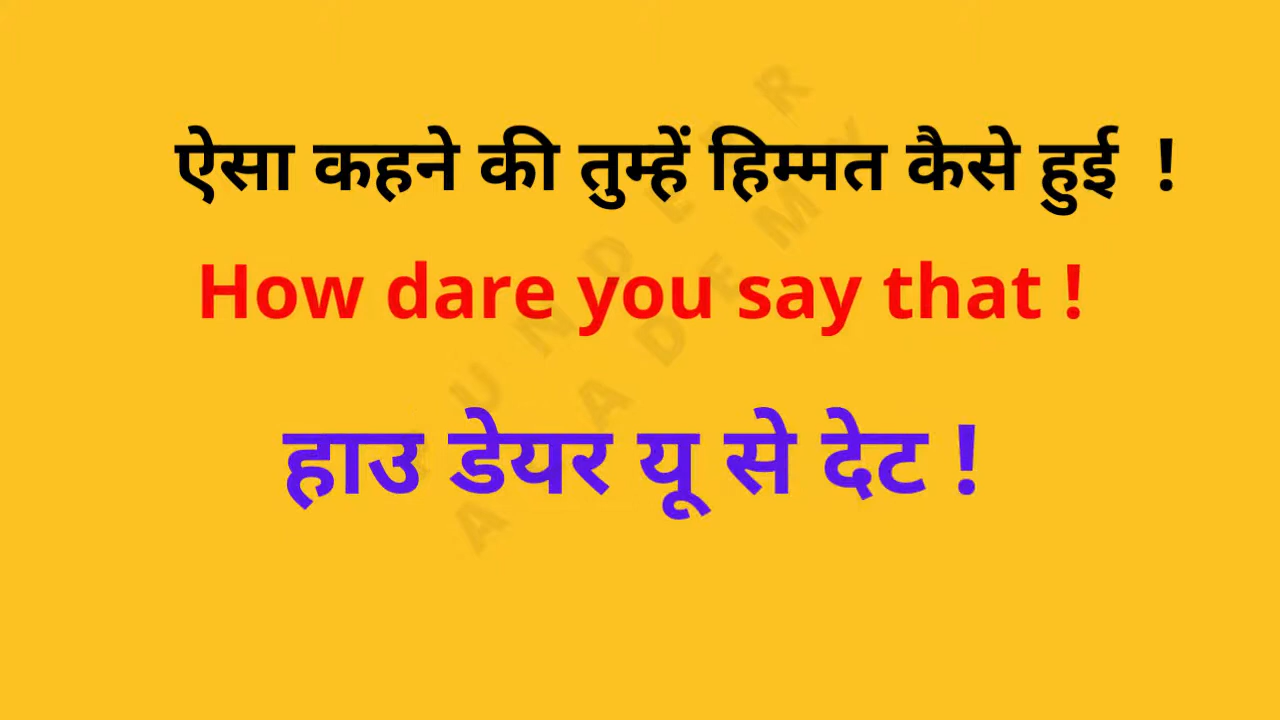 ऐसा कहने की तुम्हें हिम्मत कैसे हुई !
How dare you say that !
हाउ डेयर यू से देट !